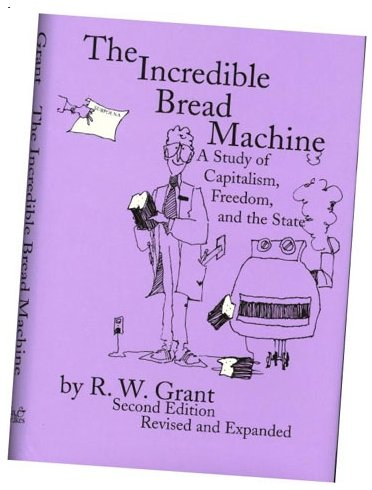 The
Incredible
Bread
Machine
A Study of
Capitalism,
Freedom,
and the State
by R. W. Grant
Second Edition
Revised and Expanded
SUBPOENA
Grant The Incredible Bread Machine